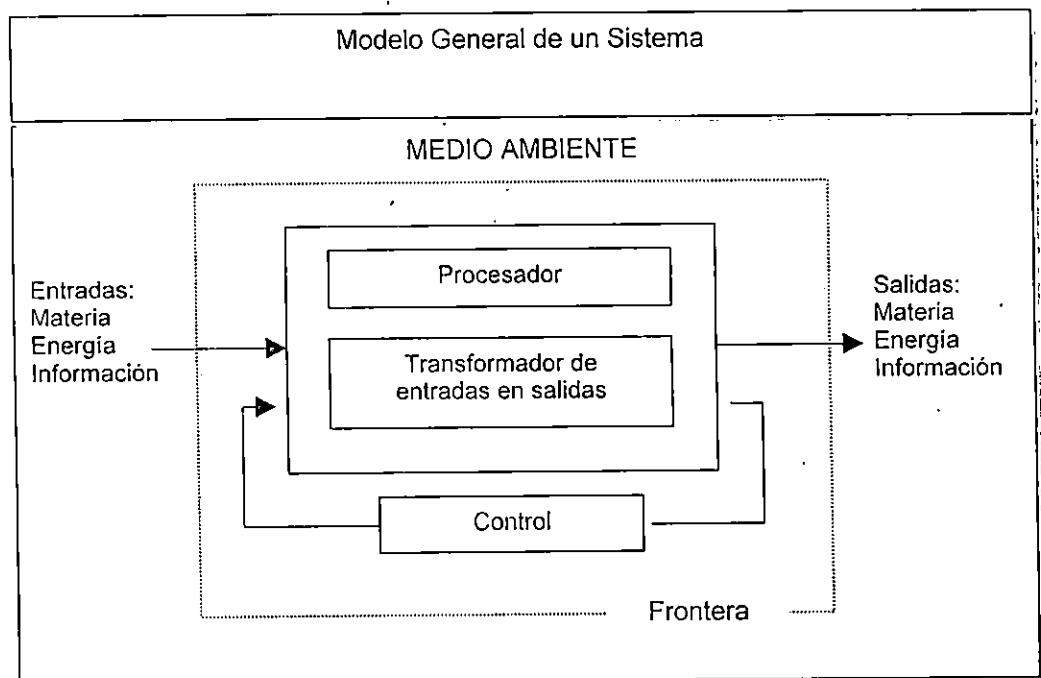 Modelo General de un Sistema
MEDIO AMBIENTE
Procesador
Entradas:
Materia
Energía
Información
Transformador de
entradas en salidas
Salidas:
Materia
Energía
Información
Control
Frontera